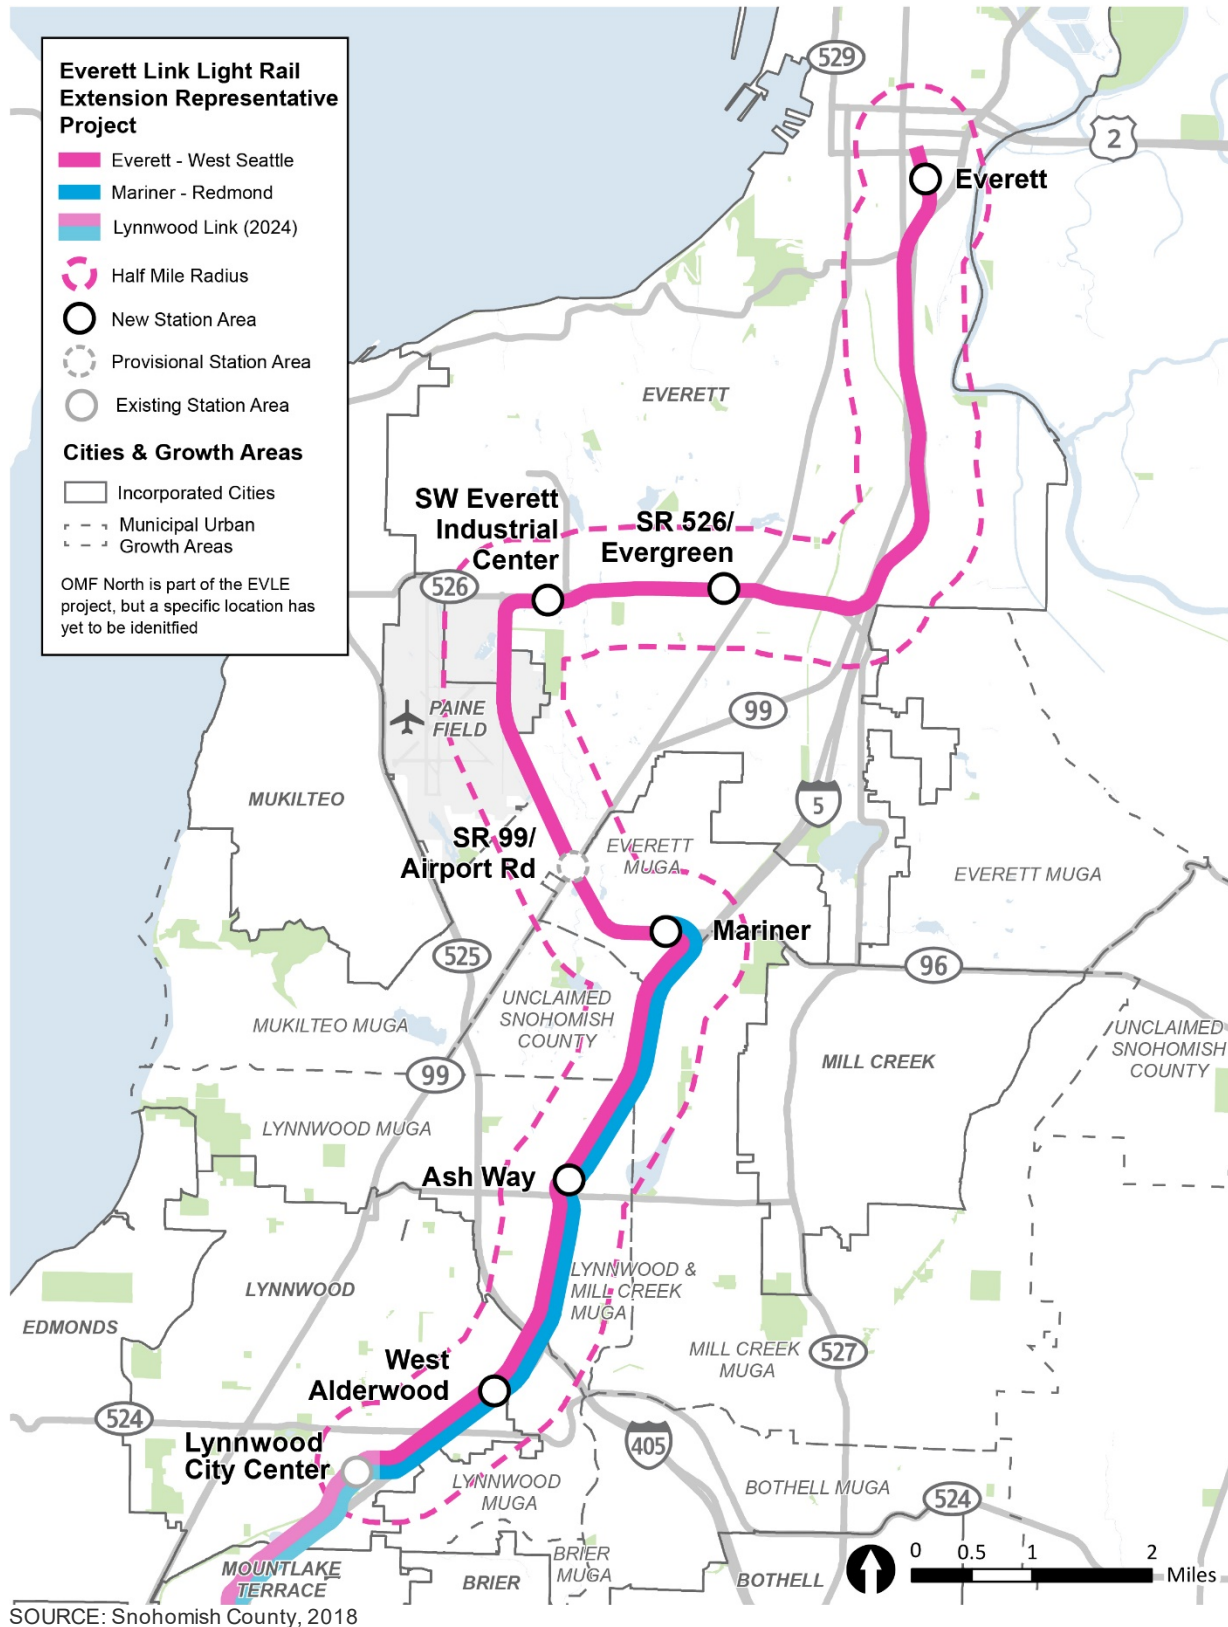 Everett Link Light Rail
Extension Representative
Project
Everett - West Seattle
Mariner - Redmond
Lynnwood Link (2024)
Half Mile Radius
New Station Area
Provisional Station Area
Existing Station Area
Cities & Growth Areas
Incorporated Cities
Municipal Urban
Growth Areas
OMF North is part of the EVLE
project, but a specific location has
yet to be idenitfied
529
2
Everett
EVERETT
SW Everett
Industrial
Center
SR 526/
Evergreen
526
PAINE
FIELD
99
5
MUKILTEO
SR 99/
Airport Rd
EVERETT
MUGA
EVERETT MUGA
Mariner
525
96
UNCLAIMED
SNOHOMISH
COUNTY
MUKILTEO MUGA
UNCLAIMED
SNOHOMISH
COUNTY
MILL CREEK
99
LYNNWOOD MUGA
Ash Way
LYNNWOOD &
MILL CREEK
MUGA
LYNNWOOD
EDMONDS
MILL CREEK
MUGA
527
West
Alderwood
524
405
Lynnwood
City Center
LYNNWOOD
MUGA
BOTHELL MUGA
524
MOUNTLAKE
TERRACE
BRIER
BRIER
MUGA
BOTHELL
0 0.5 1 2
Miles
SOURCE: Snohomish County, 2018